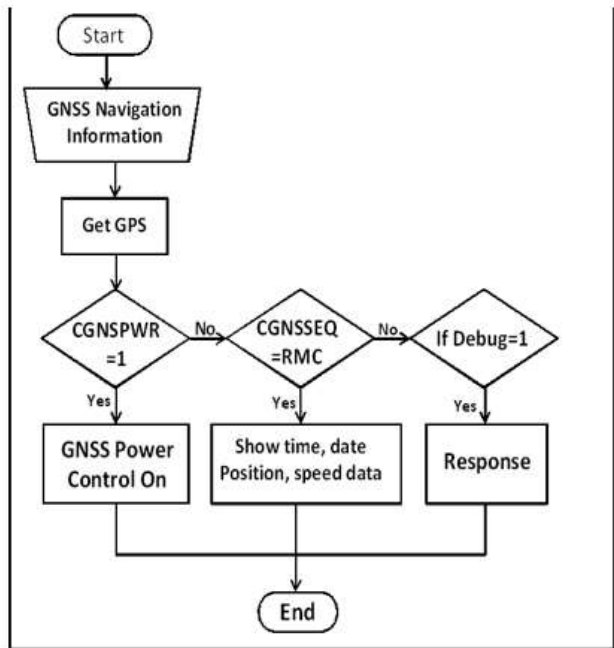 Start
GNSS Navigation
Information
Get GPS
CGNSPWR
=1
No
CGNSSEQ
=RMC
No
If Debug=1
Yes
Yes
Yes
GNSS Power
Control On
Show time, date
Position, speed data
Response
End